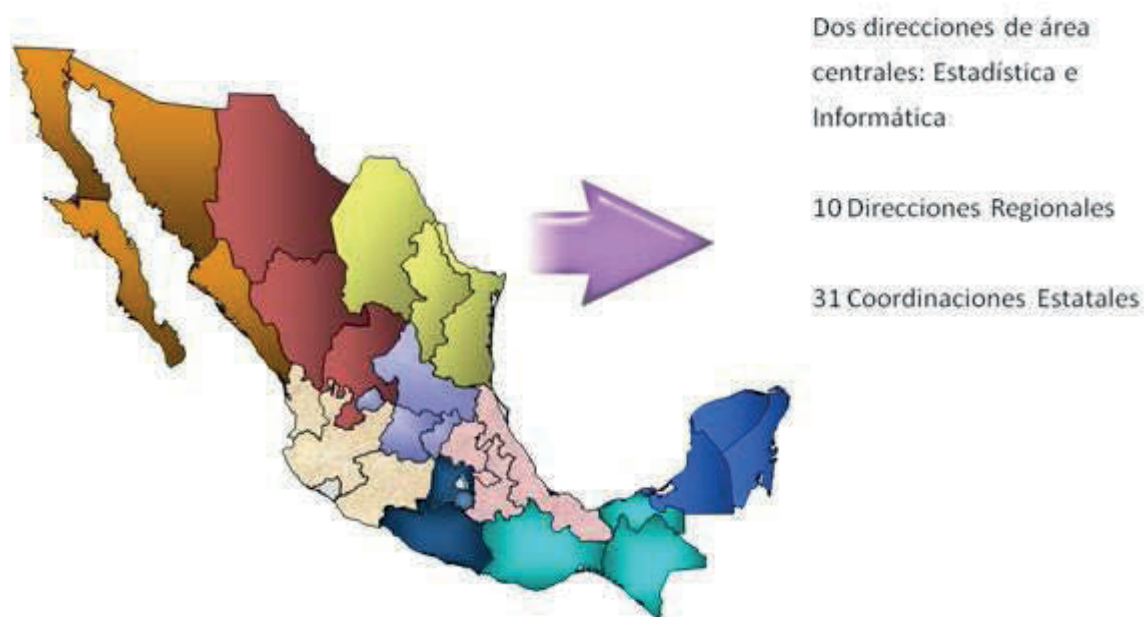 Dos direcciones de área
centrales: Estadística e
Informática
10 Direcciones Regionales
31 Coordinaciones Estatales